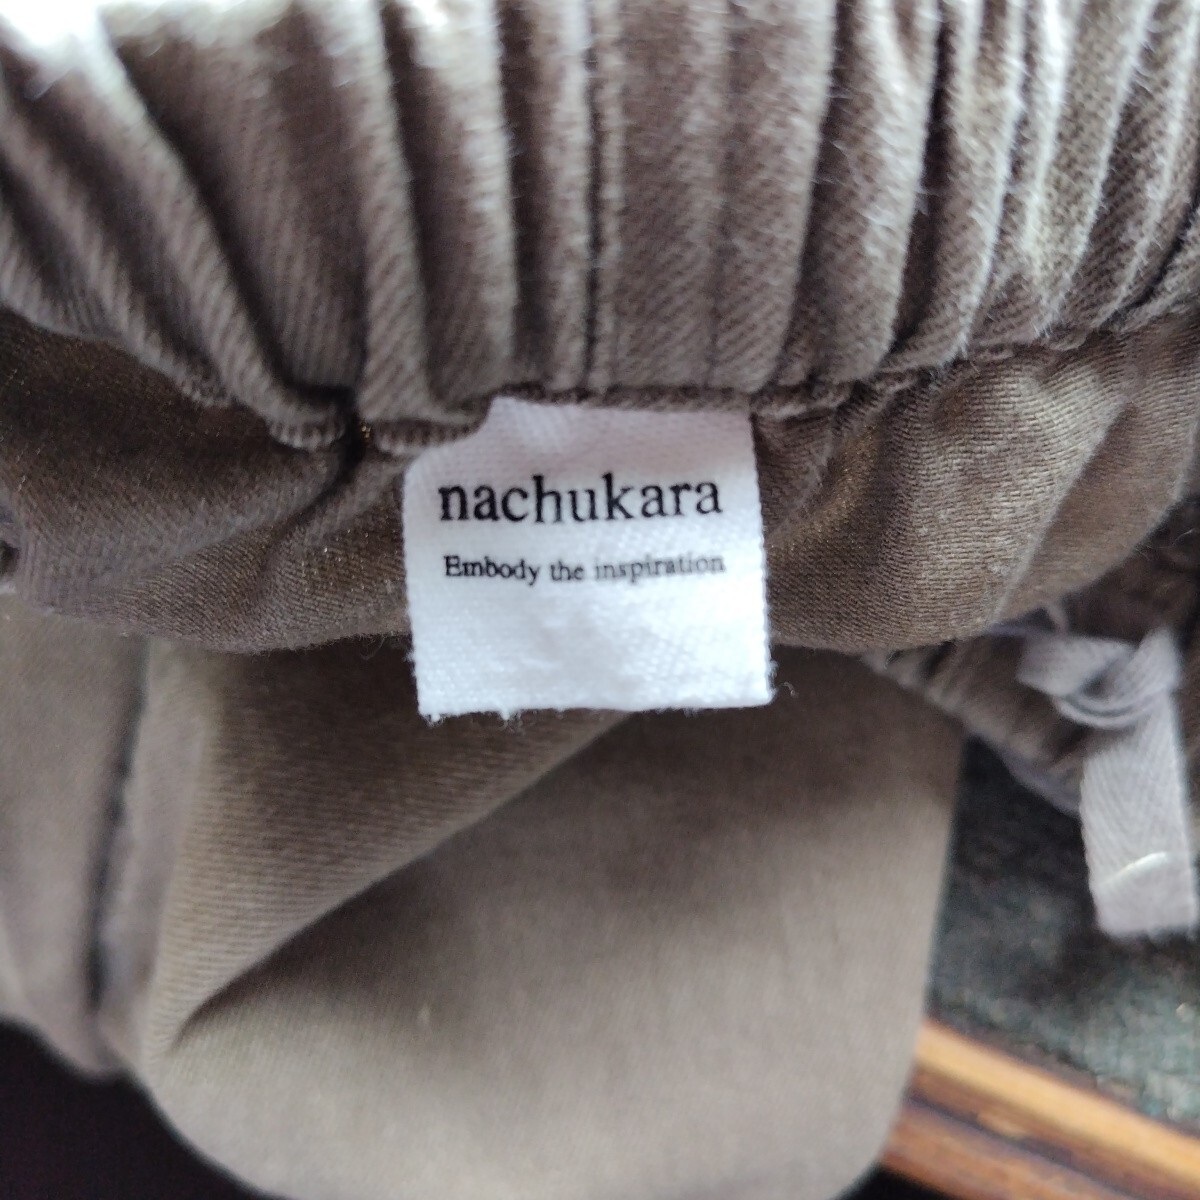 nachukara
Embody the inspiration